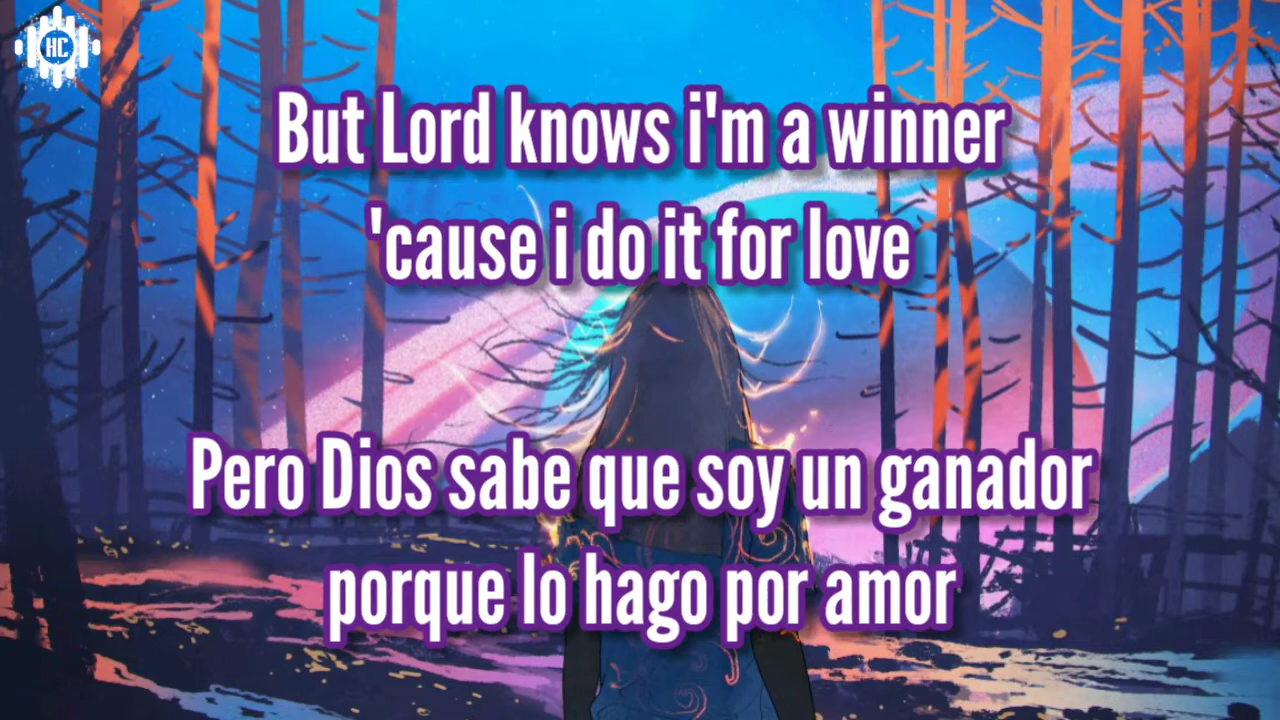 HC
But Lord knows i'm a winner
'cause i do it for love
Pero Dios sabe que soy un ganador
porque lo hago por amor